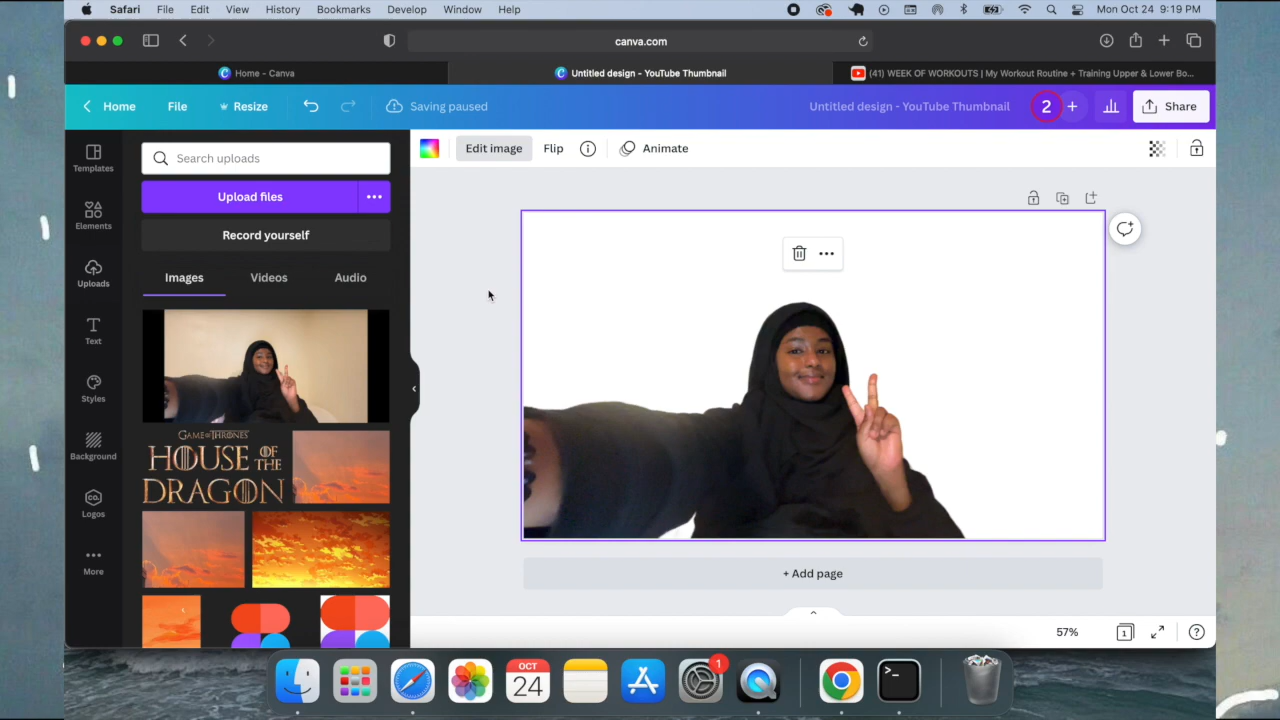 Safari File Edit View History Bookmarks Develop Window Help Mon Oct 24 9:19 PM
canva.com
Home - Canva
Untitled design - YouTube Thumbnail
(41) WEEK OF WORKOUTS | My Workout Routine + Training Upper & Lower Bo...
Home File Resize Saving paused Untitled design - YouTube Thumbnail 2 + Share
Templates
Elements
Uploads
Text
Styles
Background
CO.
Logos
More
Search uploads
Upload files
Record yourself
Images Videos Audio
GAME OF THRONES
HOUSE OF THE
DRAGON
Edit image Flip Animate
+ Add page
57% 1 ?
OCT
24
1
>_